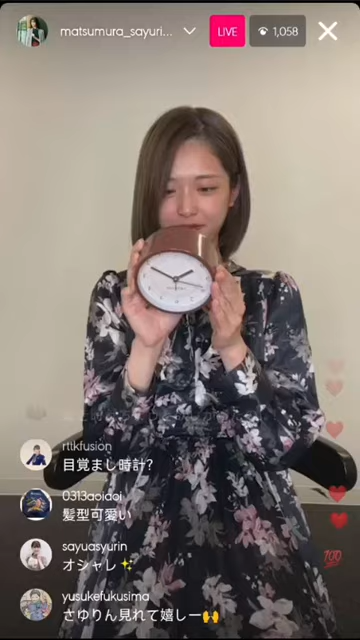 matsumura_sayuri...
LIVE
1,058
rttkfusion
目覚まし時計?
0313aoidoi
髪型可愛い
sayuasyurin
オシャレ✨
yusukefukusima
さゆりん見れて嬉しー🙌
💯